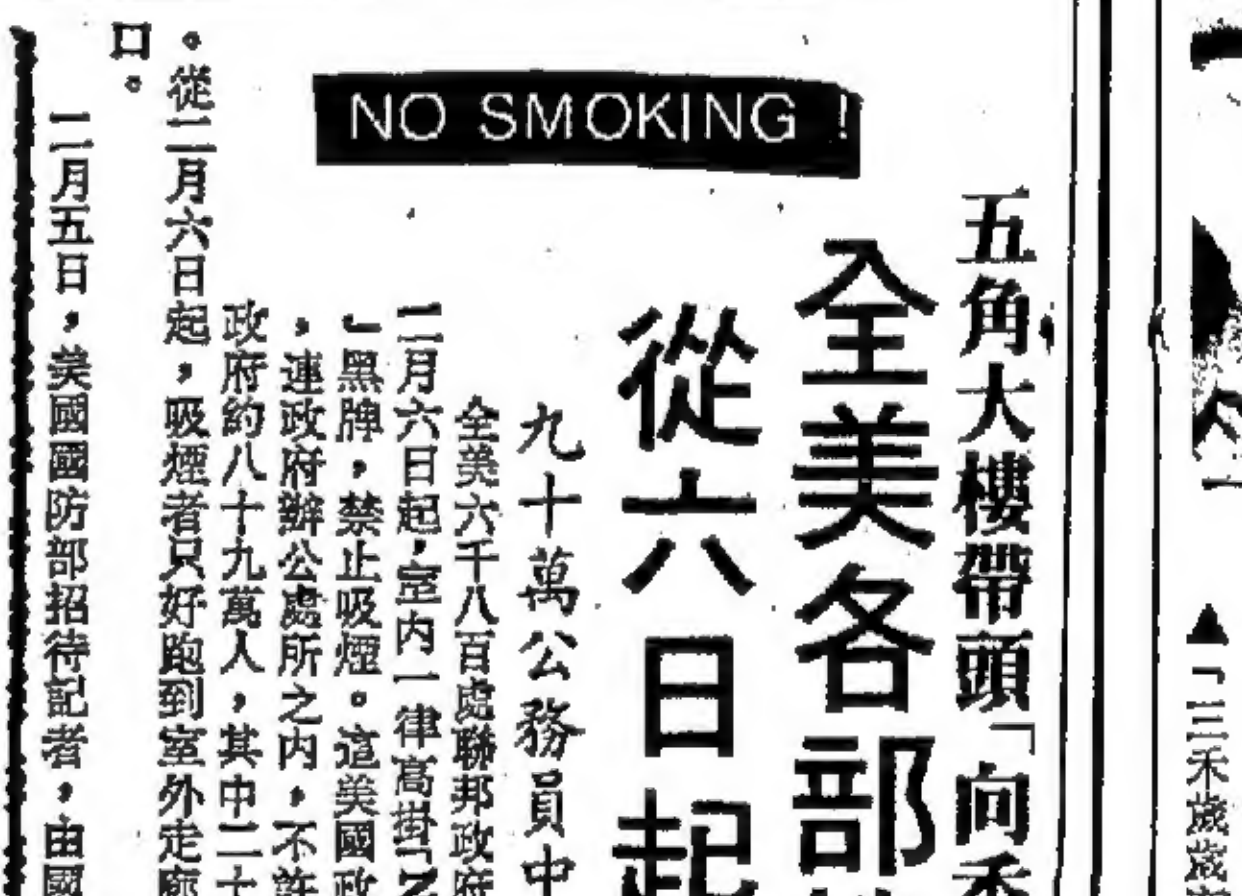 NO SMOKING !
五角大樓帶頭「向
全美各部
從六日起
九十萬公務員中
全美六千八百處聯邦政府
二月六日起,室內一律高掛「
」黑牌,禁止吸煙。這美國政
,連政府辦公處所之內,不許
政府約八十九萬人,其中二十
。從二月六日起,吸煙者只好跑到室外走廊
口。
二月五日,美國國防部招待記者,由國
▲「三禾歲歲